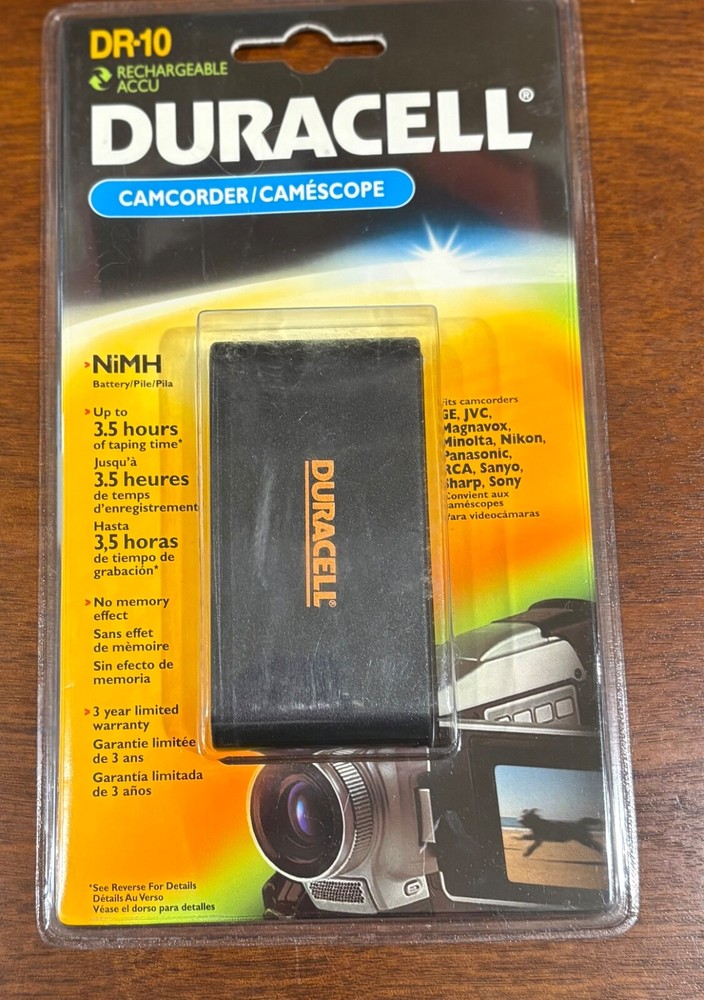 DR·10
RECHARGEABLE
ACCU
DURACELL®
CAMCORDER/CAMÉSCOPE
NiMH
Battery/Pile/Pila
Up to
3.5 hours
of taping time*
Jusqu'à
3.5 heures
de temps
d'enregistrement
Hasta
3,5 horas
de tiempo de
grabación*
No memory
effect
Sans effet
de mèmoire
Sin efecto de
memoria
3 year limited
warranty
Garantie limitée
de 3 ans
Garantía limitada
de 3 años
*See Reverse For Details
Détails Au Verso
Véase el dorso para detalles
DURACELL®
fits camcorders
GE, JVC,
Magnavox,
Minolta, Nikon,
Panasonic,
RCA, Sanyo,
Sharp, Sony
Convient aux
caméscopes
Para videocámaras